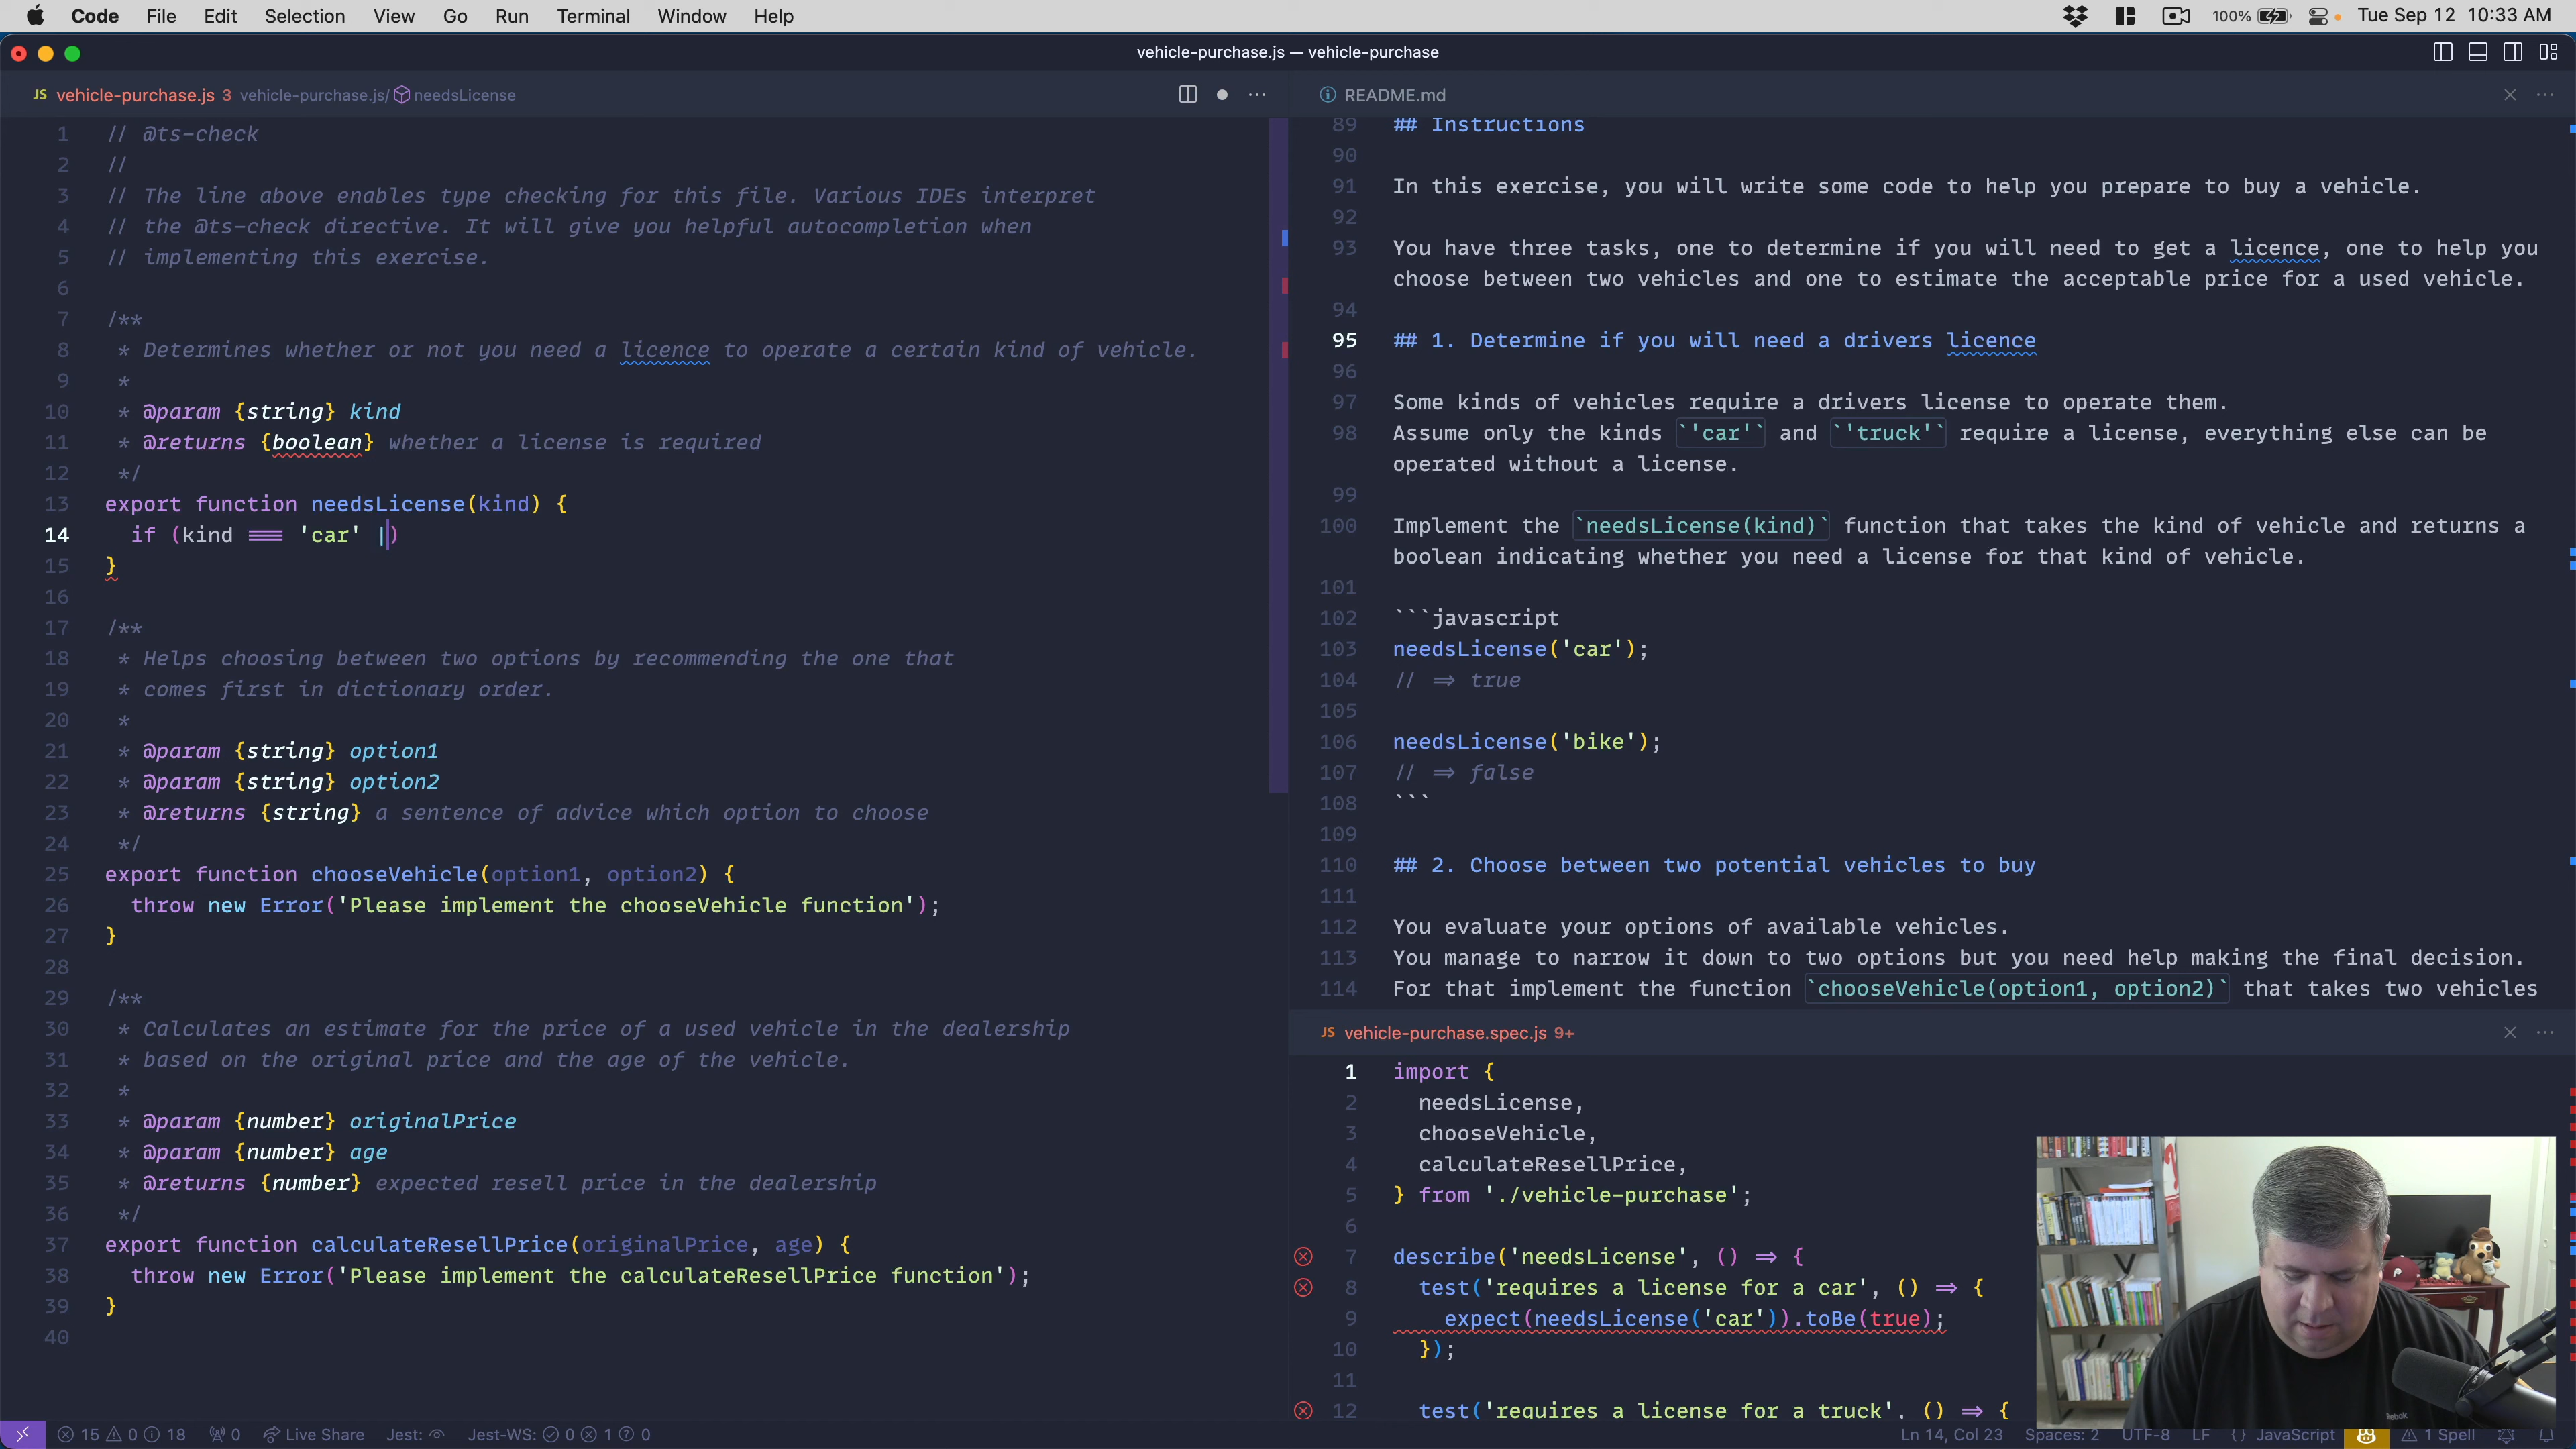 Code File Edit Selection View Go Run Terminal Window Help 100% Tue Sep 12 10:33 AM
vehicle-purchase.js — vehicle-purchase
JS vehicle-purchase.js 3 vehicle-purchase.js/ needsLicense
1 // @ts-check
2 //
3 // The line above enables type checking for this file. Various IDEs interpret
4 // the @ts-check directive. It will give you helpful autocompletion when
5 // implementing this exercise.
6
7 /**
8 * Determines whether or not you need a licence to operate a certain kind of vehicle.
9 *
10 * @param {string} kind
11 * @returns {boolean} whether a license is required
12 */
13 export function needsLicense(kind) {
14 if (kind === 'car' |)
15 }
16
17 /**
18 * Helps choosing between two options by recommending the one that
19 * comes first in dictionary order.
20 *
21 * @param {string} option1
22 * @param {string} option2
23 * @returns {string} a sentence of advice which option to choose
24 */
25 export function chooseVehicle(option1, option2) {
26 throw new Error('Please implement the chooseVehicle function');
27 }
28
29 /**
30 * Calculates an estimate for the price of a used vehicle in the dealership
31 * based on the original price and the age of the vehicle.
32 *
33 * @param {number} originalPrice
34 * @param {number} age
35 * @returns {number} expected resell price in the dealership
36 */
37 export function calculateResellPrice(originalPrice, age) {
38 throw new Error('Please implement the calculateResellPrice function');
39 }
40
README.md
89 ## Instructions
90
91 In this exercise, you will write some code to help you prepare to buy a vehicle.
92
93 You have three tasks, one to determine if you will need to get a licence, one to help you
choose between two vehicles and one to estimate the acceptable price for a used vehicle.
94
95 ## 1. Determine if you will need a drivers licence
96
97 Some kinds of vehicles require a drivers license to operate them.
98 Assume only the kinds `'car'` and `'truck'` require a license, everything else can be
operated without a license.
99
100 Implement the `needsLicense(kind)` function that takes the kind of vehicle and returns a
boolean indicating whether you need a license for that kind of vehicle.
101
102 ```javascript
103 needsLicense('car');
104 // => true
105
106 needsLicense('bike');
107 // => false
108 ```
109
110 ## 2. Choose between two potential vehicles to buy
111
112 You evaluate your options of available vehicles.
113 You manage to narrow it down to two options but you need help making the final decision.
114 For that implement the function `chooseVehicle(option1, option2)` that takes two vehicles
JS vehicle-purchase.spec.js 9+
1 import {
2 needsLicense,
3 chooseVehicle,
4 calculateResellPrice,
5 } from './vehicle-purchase';
6
7 describe('needsLicense', () => {
8 test('requires a license for a car', () => {
9 expect(needsLicense('car')).toBe(true);
10 });
11
12 test('requires a license for a truck', () => {
Reebok
15 0 18 0 Live Share Jest: Jest-WS: 0 1 0 Ln 14, Col 23 Spaces: 2 UTF-8 LF {} JavaScript 1 Spell